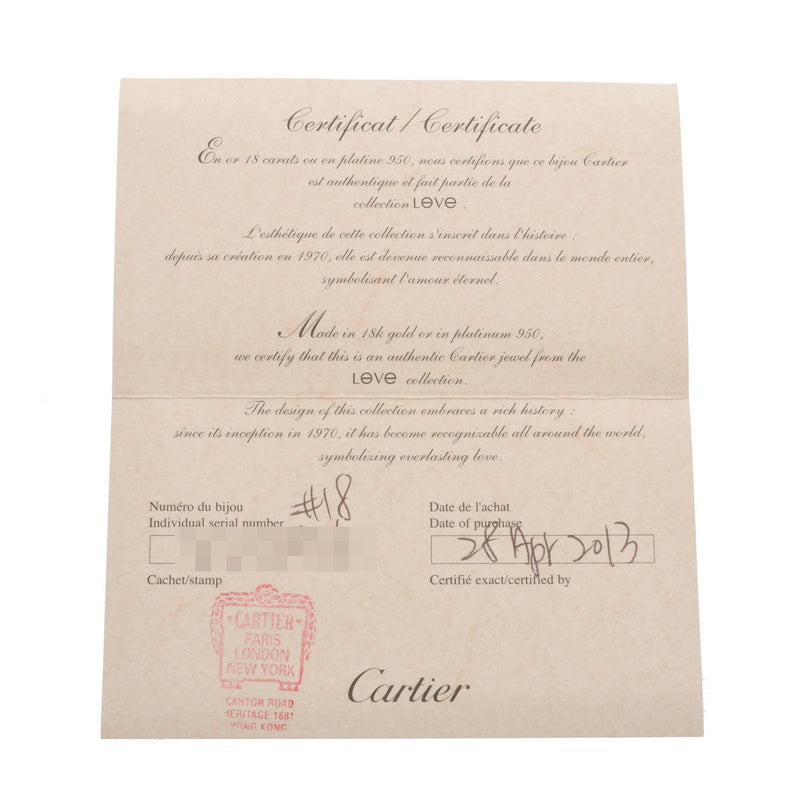 Certificat / Certificate
En or 18 carats ou en platine 950, nous certifions que ce bijou Cartier
est authentique et fait partie de la
collection LOVE .
L'esthétique de cette collection s'inscrit dans l'histoire :
depuis sa création en 1970, elle est devenue reconnaissable dans le monde entier,
symbolisant l'amour éternel.
Made in 18k gold or in platinum 950,
we certify that this is an authentic Cartier jewel from the
LOVE collection.
The design of this collection embraces a rich history :
since its inception in 1970, it has become recognizable all around the world,
symbolizing everlasting love.
Numéro du bijou #18
Individual serial number
Date de l'achat
Date of purchase
28 Apr 2013
Cachet/stamp
Certifié exact/certified by
CARTIER
PARIS
LONDON
NEW YORK
CANTON ROAD
HERITAGE 1881
HONG KONG
Cartier